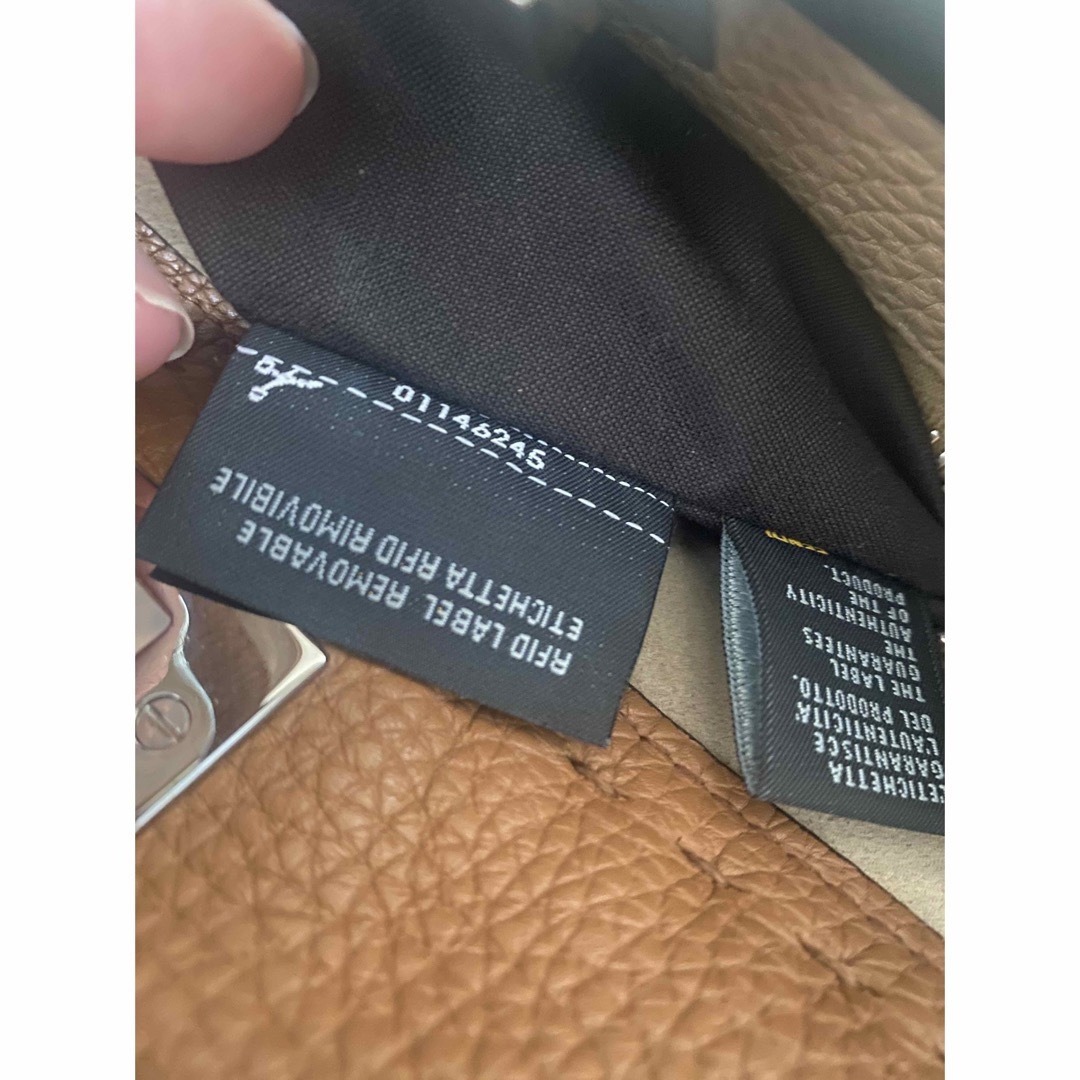 RFID LABEL REMOVABLE
ETICHETTA RFID RIMOVIBILE
01146245
L'ETICHETTA
GARANTISCE
L'AUTENTICITA'
DEL PRODOTTO.
THE LABEL
GUARANTEES
THE
AUTHENTICITY
OF THE
PRODUCT.